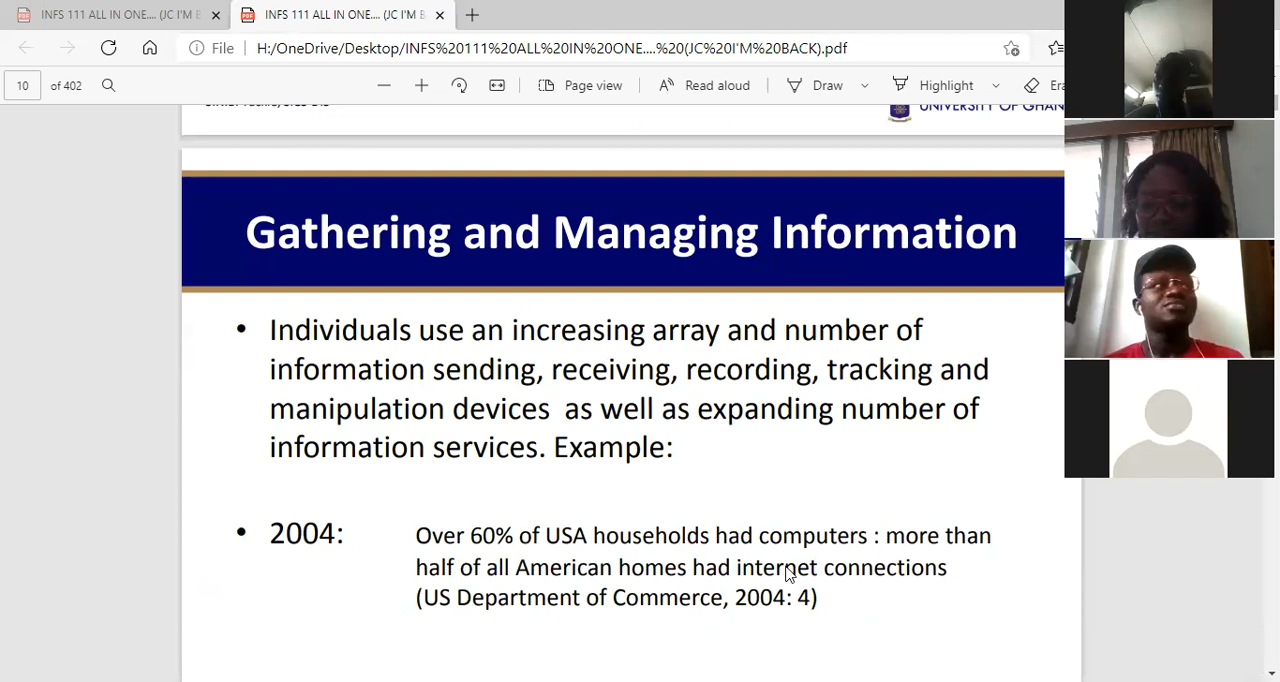 INFS 111 ALL IN ONE.... (JC I'M B
INFS 111 ALL IN ONE.... (JC I'M B
File
H:/OneDrive/Desktop/INFS%20111%20ALL%20IN%20ONE....%20(JC%20I'M%20BACK).pdf
10 of 402
Page view
Read aloud
Draw
Highlight
Era
UNIVERSITY OF GHAN
Gathering and Managing Information
• Individuals use an increasing array and number of
information sending, receiving, recording, tracking and
manipulation devices as well as expanding number of
information services. Example:
• 2004: Over 60% of USA households had computers : more than
half of all American homes had internet connections
(US Department of Commerce, 2004: 4)